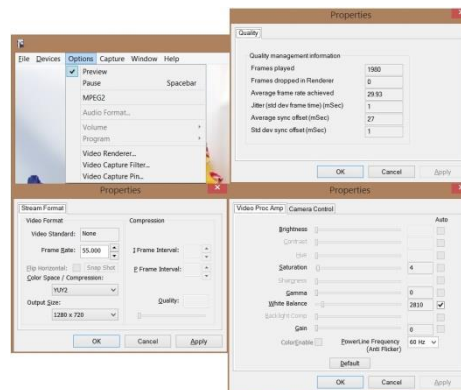 File Devices Options Capture Window Help
Preview
Pause Spacebar
MPEG2
Audio Format...
Volume
Program
Video Renderer...
Video Capture Filter...
Video Capture Pin...
Properties
Quality
Quality management information
Frames played 1980
Frames dropped in Renderer 0
Average frame rate achieved 29.93
Jitter (std dev frame time) (mSec) 1
Average sync offset (mSec) 27
Std dev sync offset (mSec) 1
OK Cancel Apply
Properties
Stream Format
Video Format Compression
Video Standard: None
Frame Rate: 55.000 I Frame Interval:
Flip Horizontal: Snap Shot P Frame Interval:
Color Space / Compression:
YUY2
Output Size: Quality:
1280 x 720
OK Cancel Apply
Properties
Video Proc Amp Camera Control
Auto
Brightness
Contrast
Hue
Saturation 4
Sharpness
Gamma 0
White Balance 2810
Backlight Comp
Gain 0
ColorEnable PowerLine Frequency 60 Hz
(Anti Flicker)
Default
OK Cancel Apply